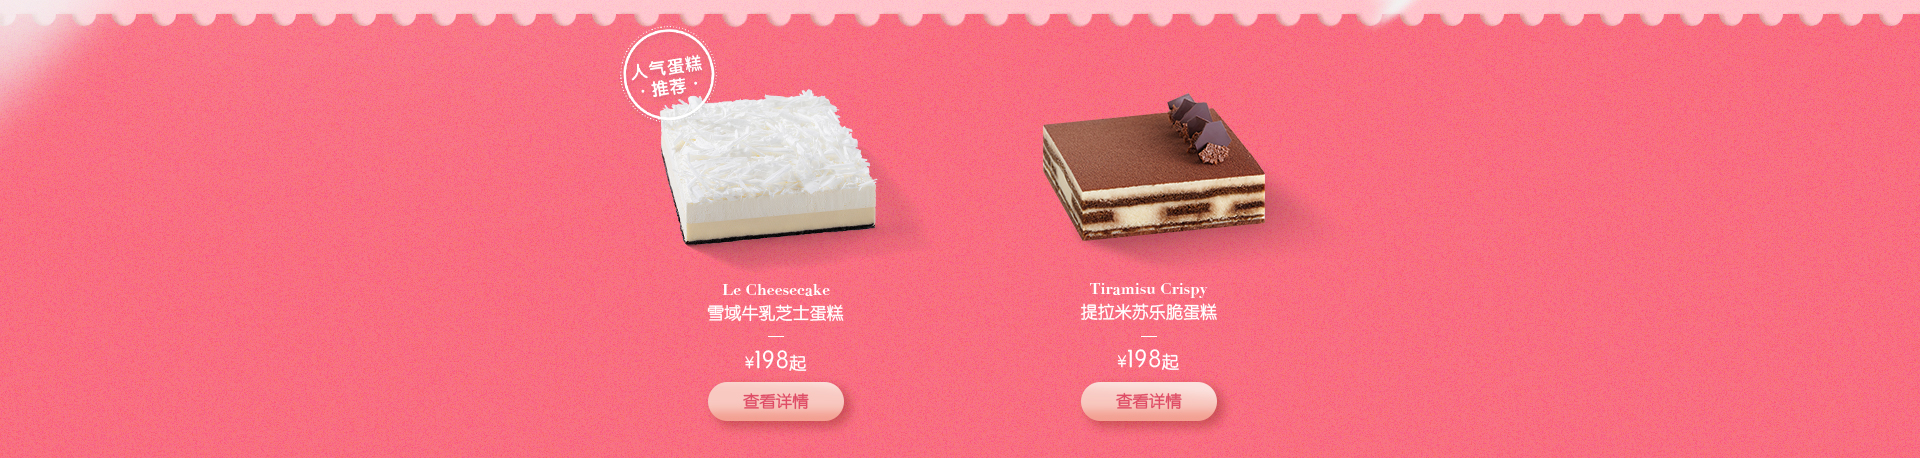 人气蛋糕
·推荐·
Le Cheesecake
雪域牛乳芝士蛋糕
¥198起
查看详情
Tiramisu Crispy
提拉米苏乐脆蛋糕
¥198起
查看详情